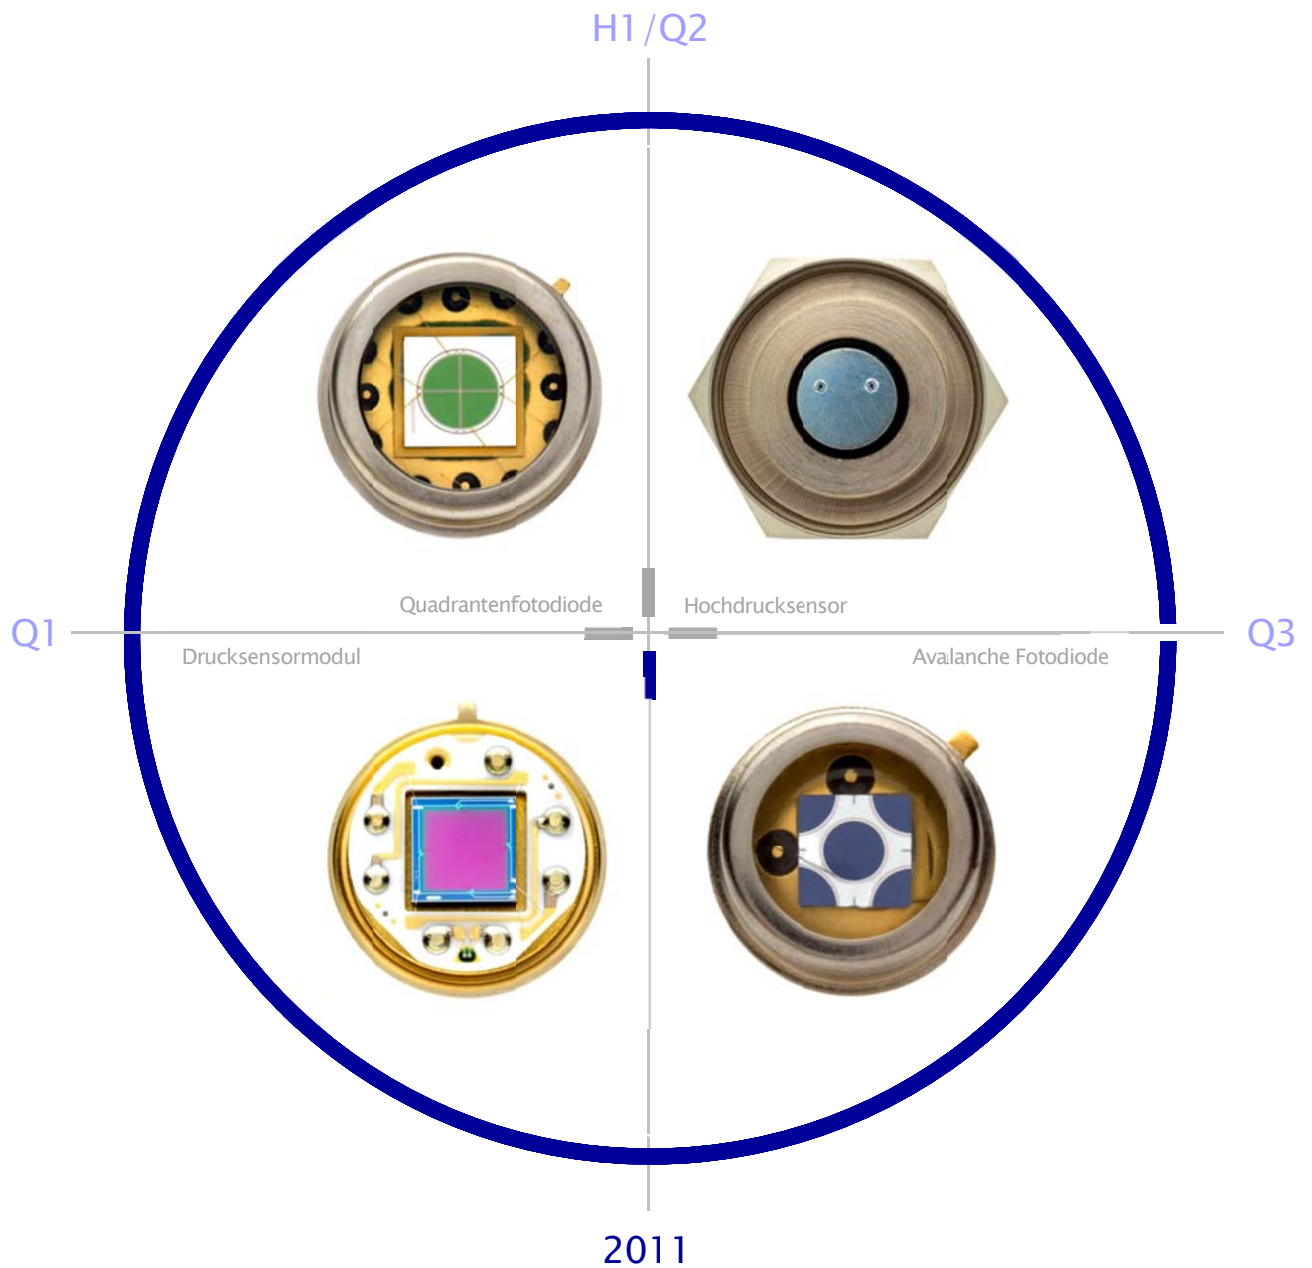 H1/Q2
Quadrantenfotodiode
Hochdrucksensor
Q1
Q3
Drucksensormodul
Avalanche Fotodiode
2011